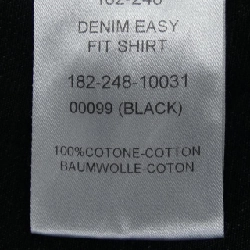 DENIM EASY
FIT SHIRT
182-248-10031
00099 (BLACK)
100%COTONE-COTTON
BAUMWOLLE-COTON